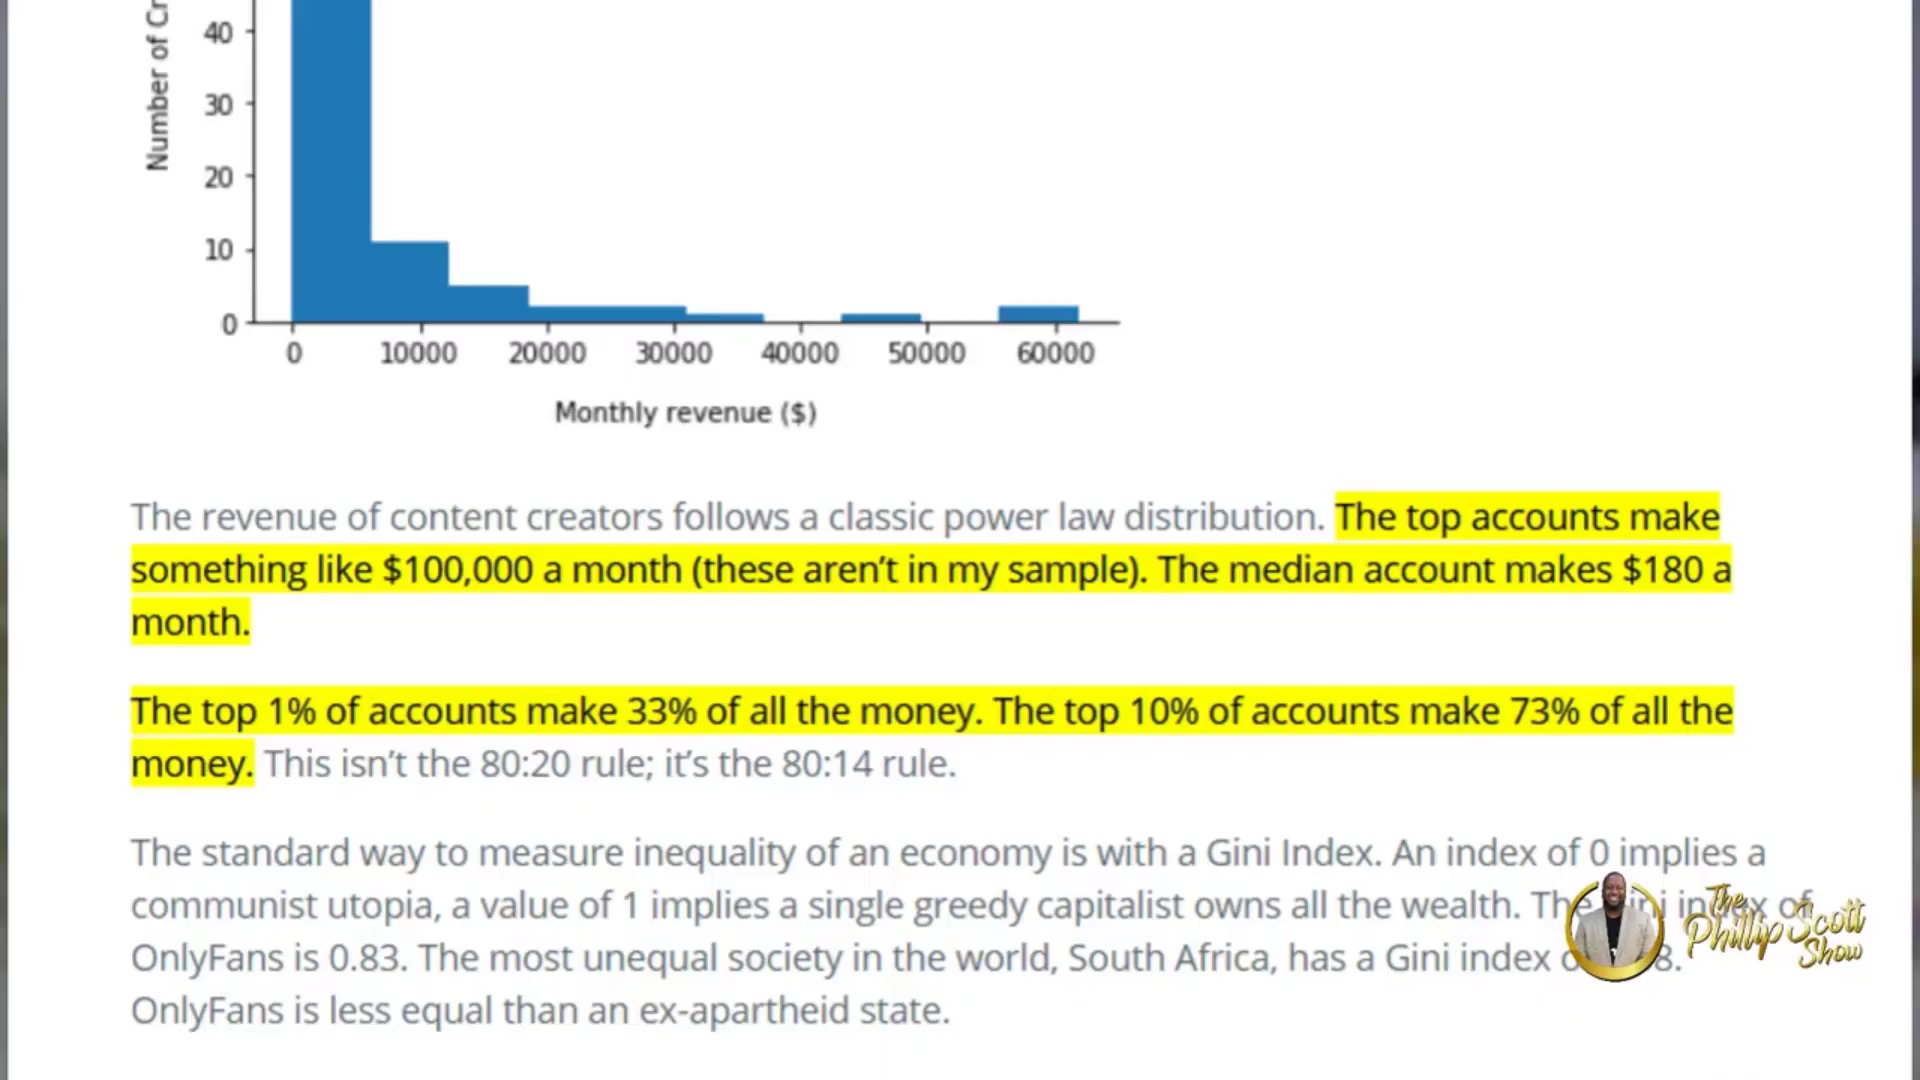 Number of Cr
40
30
20
10
0
0 10000 20000 30000 40000 50000 60000
Monthly revenue ($)
The revenue of content creators follows a classic power law distribution. The top accounts make
something like $100,000 a month (these aren’t in my sample). The median account makes $180 a
month.
The top 1% of accounts make 33% of all the money. The top 10% of accounts make 73% of all the
money. This isn’t the 80:20 rule; it’s the 80:14 rule.
The standard way to measure inequality of an economy is with a Gini Index. An index of 0 implies a
communist utopia, a value of 1 implies a single greedy capitalist owns all the wealth. The index of
OnlyFans is 0.83. The most unequal society in the world, South Africa, has a Gini index
OnlyFans is less equal than an ex-apartheid state.
The
Phillip Scott
Show